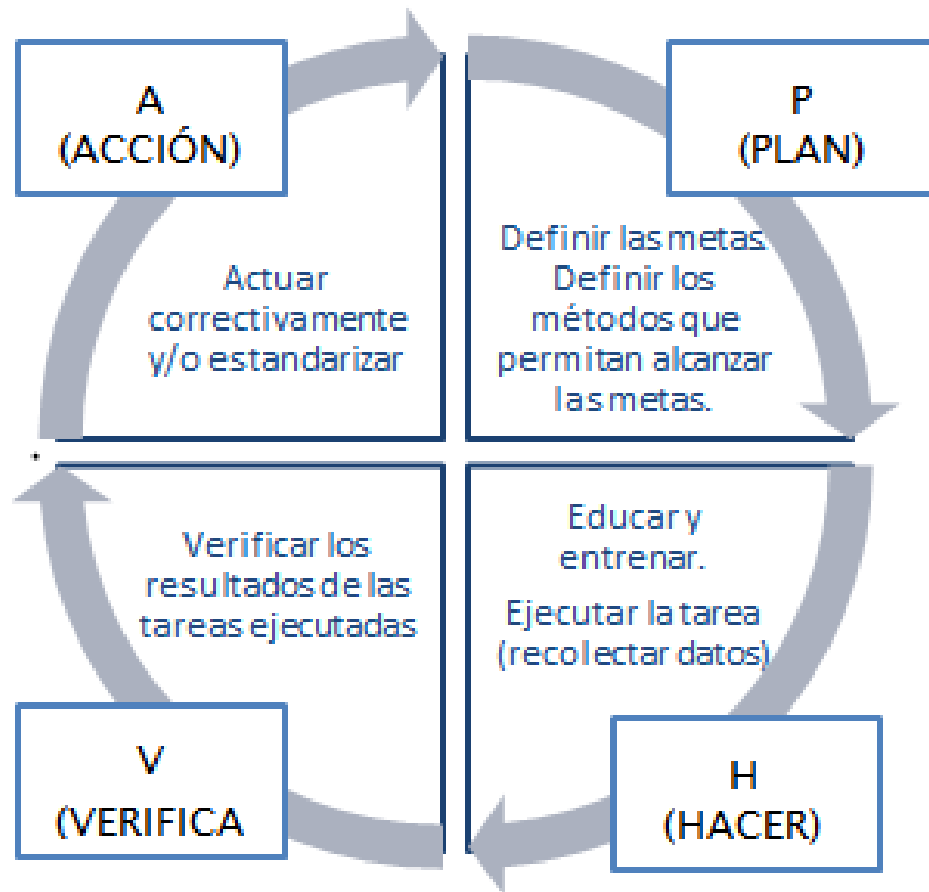 A
(ACCIÓN)
Actuar
correctivamente
y/o estandarizar
P
(PLAN)
Definir las metas.
Definir los
métodos que
permitan alcanzar
las metas.
Verificar los
resultados de las
tareas ejecutadas
V
(VERIFICA
Educar y
entrenar.
Ejecutar la tarea
(recolectar datos)
H
(HACER)